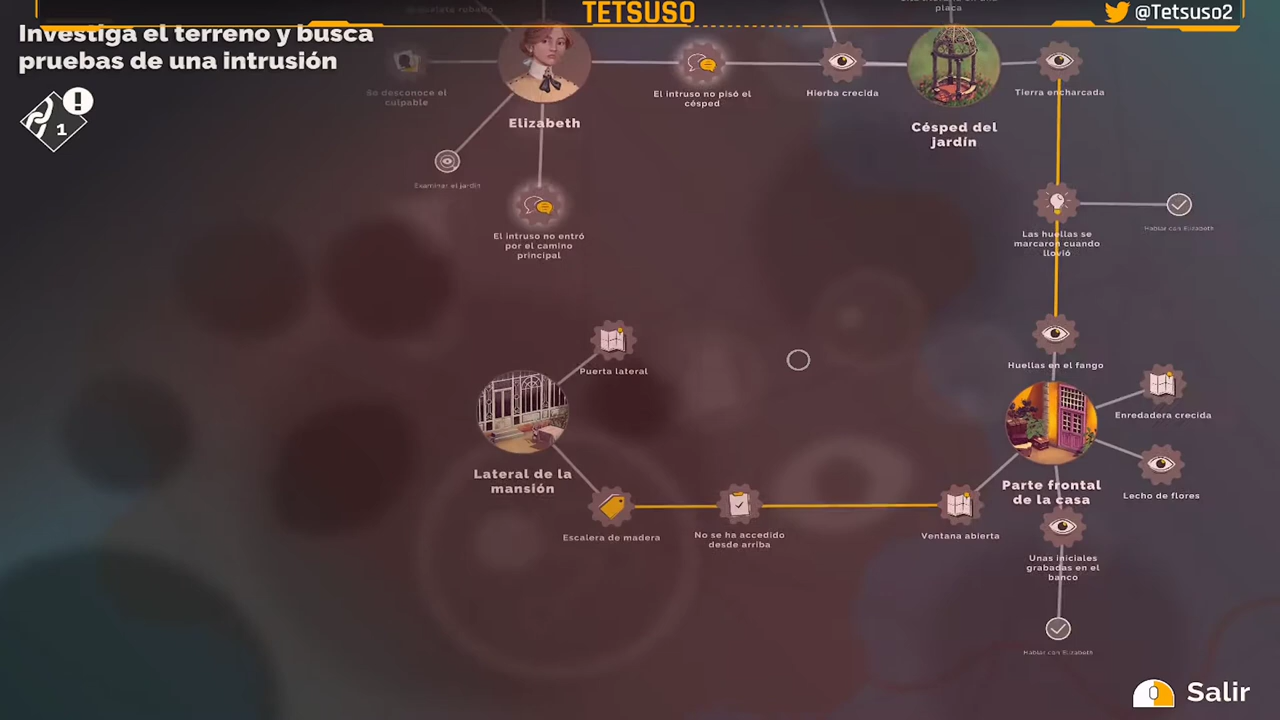 TETSUSO
@Tetsuso2
placa
Investiga el terreno y busca
pruebas de una intrusión
1
Se desconoce el
culpable
Elizabeth
El intruso no pisó el
césped
Hierba crecida
Césped del
jardín
Tierra encharcada
Examinar el jardín
El intruso no entró
por el camino
principal
Las huellas se
marcaron cuando
llovió
Hablar con Elizabeth
Puerta lateral
Huellas en el fango
Enredadera crecida
Lateral de la
mansión
Parte frontal
de la casa
Lecho de flores
Escalera de madera
No se ha accedido
desde arriba
Ventana abierta
Unas iniciales
grabadas en el
banco
Hablar con Elizabeth
Salir